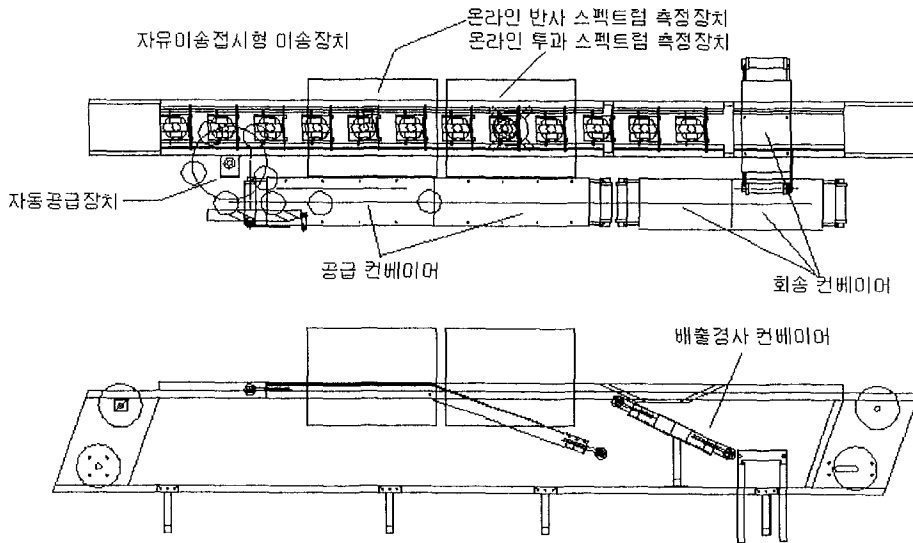 온라인 반사 스펙트럼 측정장치
자유이송접시형 이송장치
온라인 투과 스펙트럼 측정장치
자동공급장치
공급 컨베이어
회송 컨베이어
배출경사 컨베이어